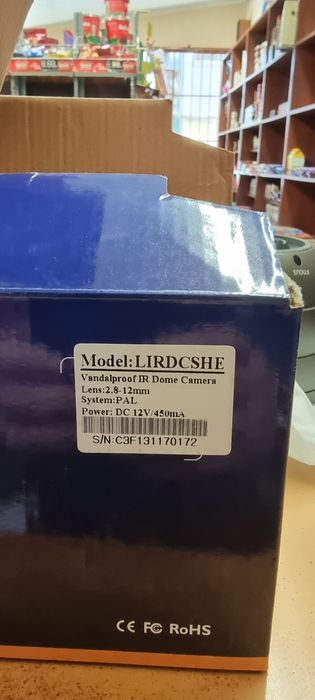 Model:LIRDCSHE
Vandalproof IR Dome Camera
Lens:2.8-12mm
System:PAL
Power: DC 12V/450mA
S/N:C3F131170172
CE FC RoHS